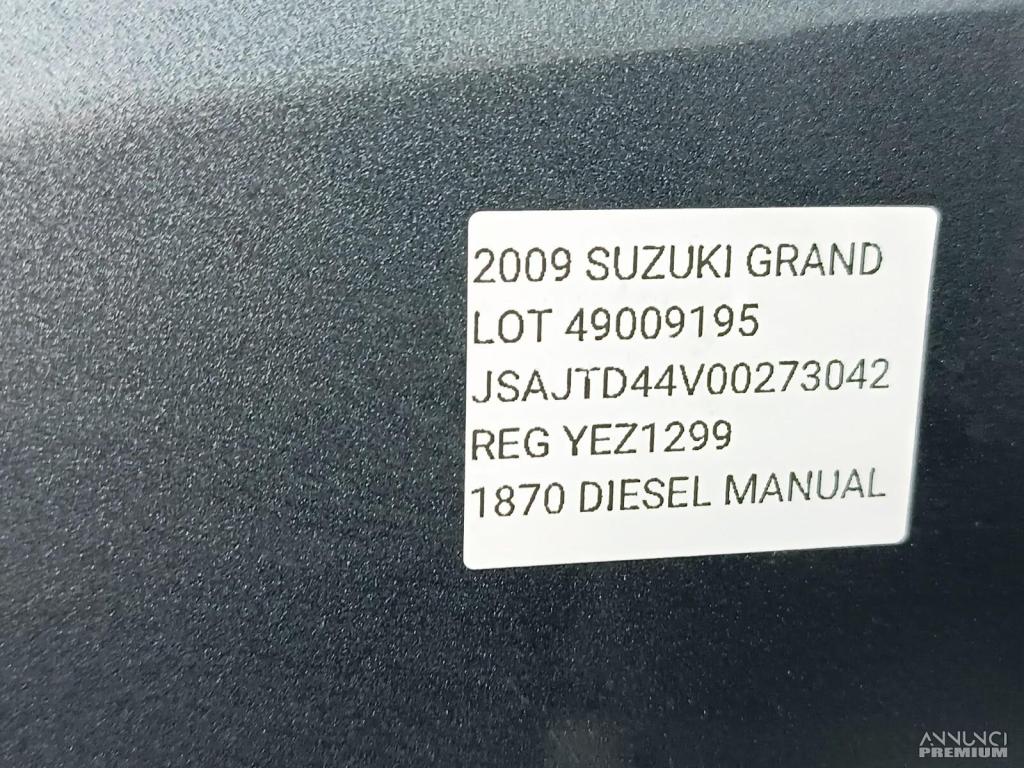 2009 SUZUKI GRAND
LOT 49009195
JSAJTD44V00273042
REG YEZ1299
1870 DIESEL MANUAL
ANNUNCI
PREMIUM